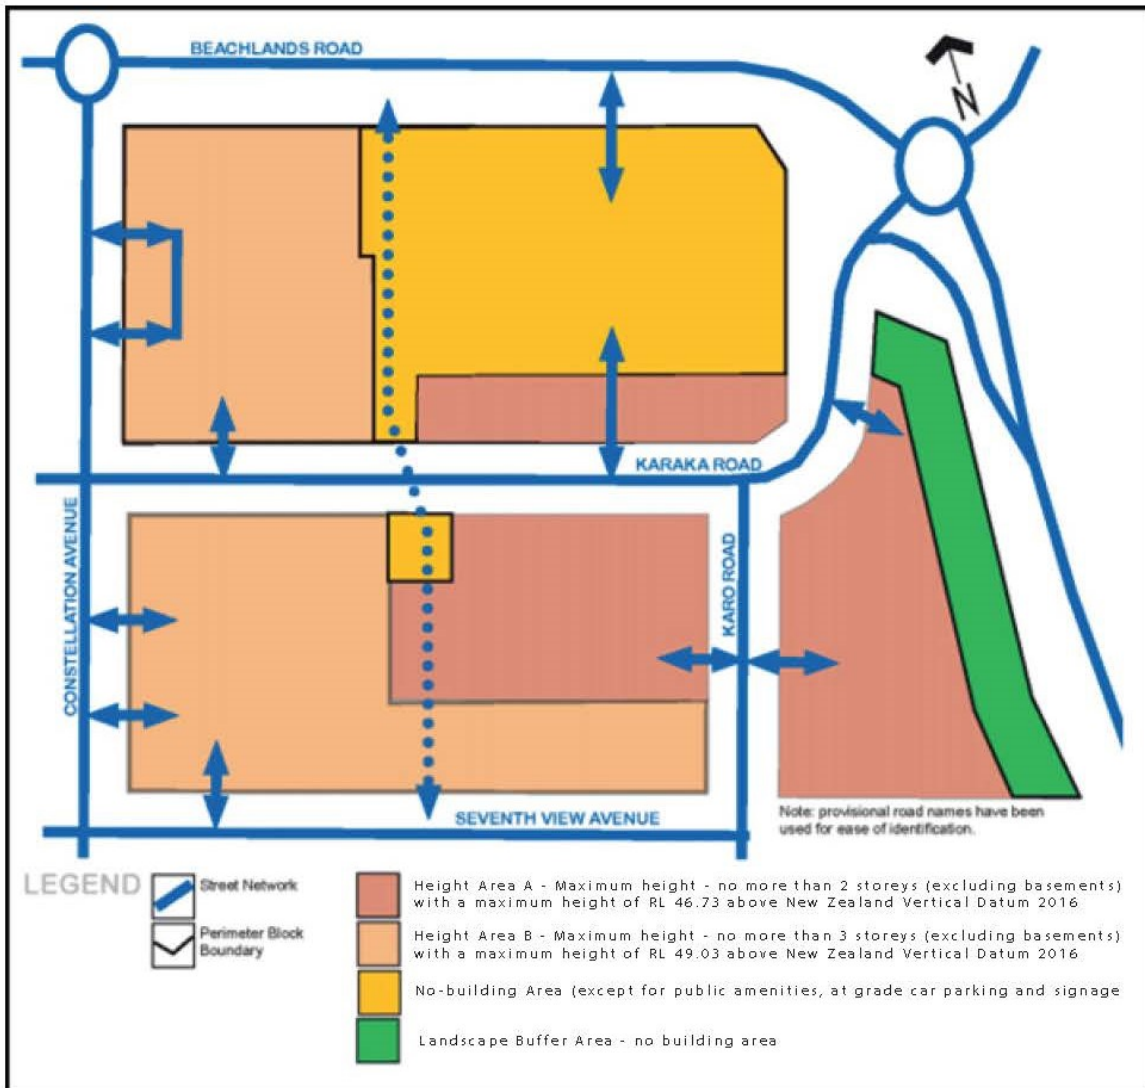 BEACHLANDS ROAD
N
KARAKA ROAD
CONSTELLATION AVENUE
KARO ROAD
SEVENTH VIEW AVENUE
Note: provisional road names have been
used for ease of identification.
LEGEND
Street Network
Perimeter Block
Boundary
Height Area A - Maximum height - no more than 2 storeys (excluding basements)
with a maximum height of RL 46.73 above New Zealand Vertical Datum 2016
Height Area B - Maximum height - no more than 3 storeys (excluding basements)
with a maximum height of RL 49.03 above New Zealand Vertical Datum 2016
No-building Area (except for public amenities, at grade car parking and signage
Landscape Buffer Area - no building area